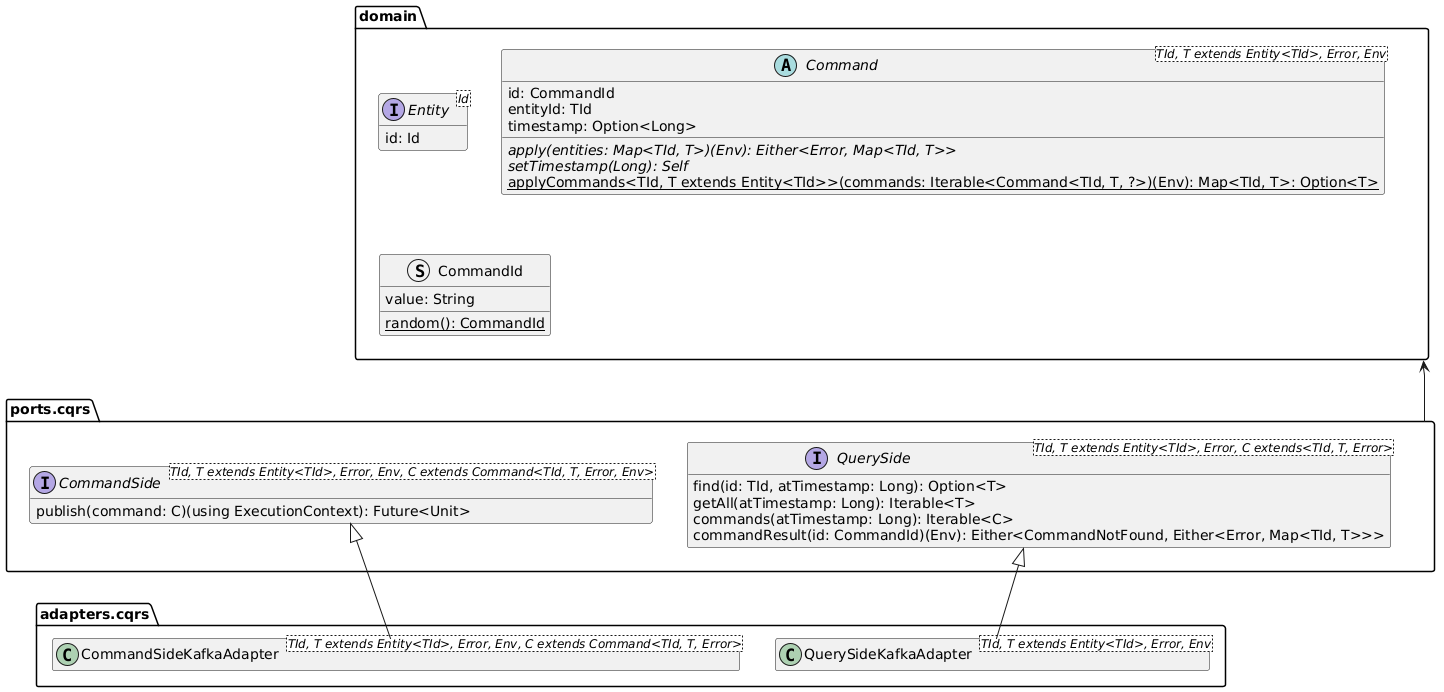 domain
TId, T extends Entity<TId>, Error, Env
A Command
id: CommandId
entityId: TId
timestamp: Option<Long>
apply(entities: Map<TId, T>)(Env): Either<Error, Map<TId, T>>
setTimestamp(Long): Self
applyCommands<TId, T extends Entity<TId>>(commands: Iterable<Command<TId, T, ?>)(Env): Map<TId, T>: Option<T>
Id
I Entity
id: Id
S CommandId
value: String
random(): CommandId
ports.cqrs
TId, T extends Entity<TId>, Error, Env, C extends Command<TId, T, Error, Env>
I CommandSide
publish(command: C)(using ExecutionContext): Future<Unit>
TId, T extends Entity<TId>, Error, C extends<TId, T, Error>
I QuerySide
find(id: TId, atTimestamp: Long): Option<T>
getAll(atTimestamp: Long): Iterable<T>
commands(atTimestamp: Long): Iterable<C>
commandResult(id: CommandId)(Env): Either<CommandNotFound, Either<Error, Map<TId, T>>>
adapters.cqrs
TId, T extends Entity<TId>, Error, Env, C extends Command<TId, T, Error>
C CommandSideKafkaAdapter
TId, T extends Entity<TId>, Error, Env
C QuerySideKafkaAdapter